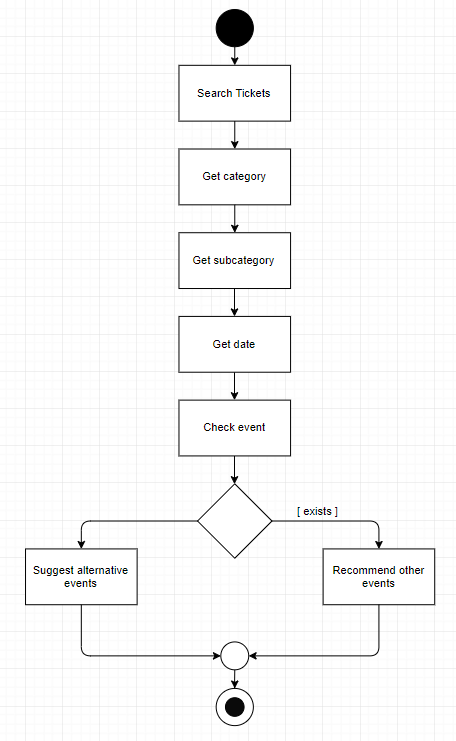 Search Tickets
Get category
Get subcategory
Get date
Check event
[ exists ]
Suggest alternative
events
Recommend other
events